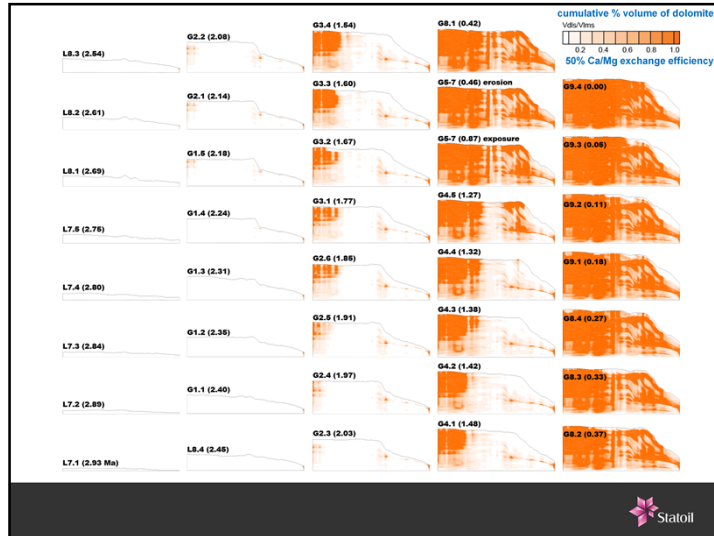 cumulative % volume of dolomite
Vdls/Vlms
0.2 0.4 0.6 0.8 1.0
50% Ca/Mg exchange efficiency
L8.3 (2.54)
L8.2 (2.61)
L8.1 (2.69)
L7.5 (2.75)
L7.4 (2.80)
L7.3 (2.84)
L7.2 (2.89)
L7.1 (2.93 Ma)
G2.2 (2.08)
G2.1 (2.14)
G1.5 (2.18)
G1.4 (2.24)
G1.3 (2.31)
G1.2 (2.35)
G1.1 (2.40)
L8.4 (2.45)
G3.4 (1.54)
G3.3 (1.60)
G3.2 (1.67)
G3.1 (1.77)
G2.6 (1.85)
G2.5 (1.91)
G2.4 (1.97)
G2.3 (2.03)
G8.1 (0.42)
G5-7 (0.46) erosion
G5-7 (0.87) exposure
G4.5 (1.27)
G4.4 (1.32)
G4.3 (1.38)
G4.2 (1.42)
G4.1 (1.48)
G9.4 (0.00)
G9.3 (0.05)
G9.2 (0.11)
G9.1 (0.18)
G8.4 (0.27)
G8.3 (0.33)
G8.2 (0.37)
Statoil